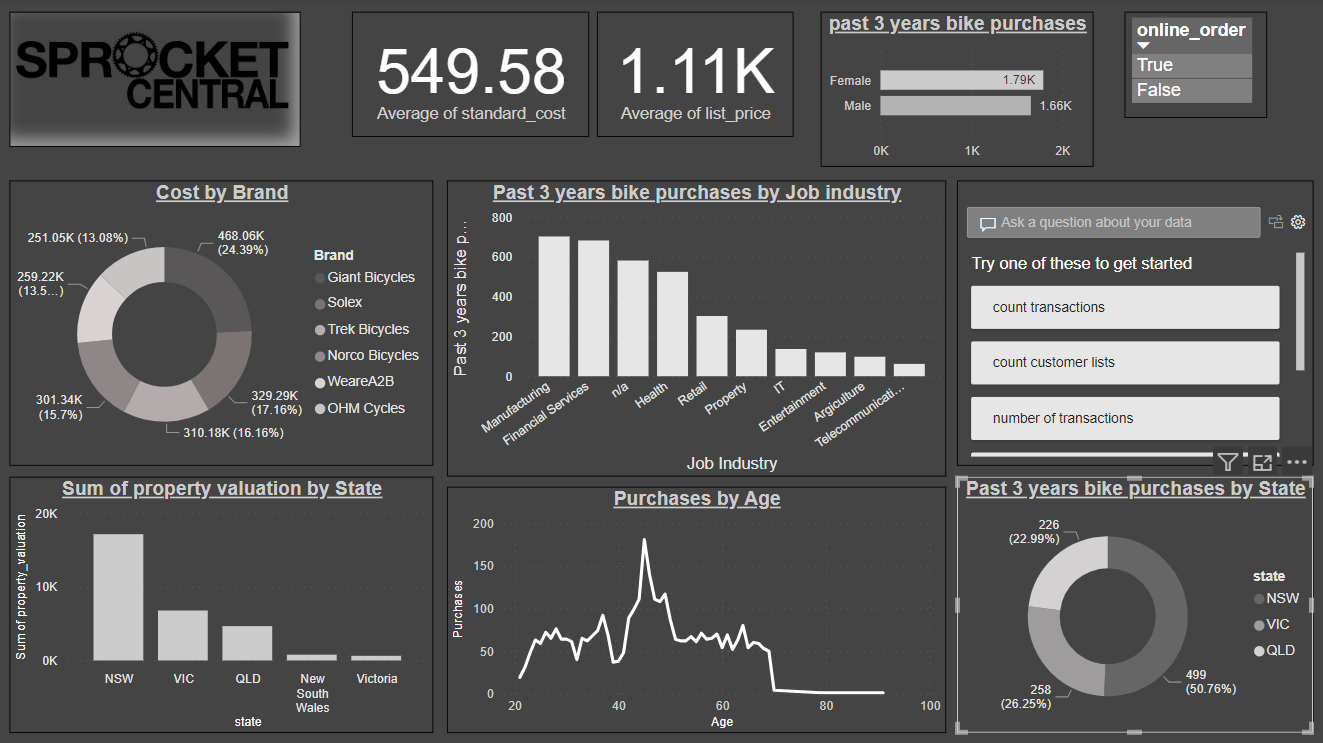 SPROCKET
CENTRAL
549.58
Average of standard_cost
1.11K
Average of list_price
past 3 years bike purchases
Female
1.79K
Male
1.66K
0K
1K
2K
online_order
True
False
Cost by Brand
251.05K (13.08%)
468.06K
(24.39%)
259.22K
(13.5...)
301.34K
(15.7%)
329.29K
(17.16%)
310.18K (16.16%)
Brand
Giant Bicycles
Solex
Trek Bicycles
Norco Bicycles
WeareA2B
OHM Cycles
Past 3 years bike purchases by Job industry
Past 3 years bike p...
800
600
400
200
0
Manufacturing
Financial Services
n/a
Health
Retail
Property
IT
Entertainment
Argiculture
Telecommunicati...
Job Industry
Ask a question about your data
Try one of these to get started
count transactions
count customer lists
number of transactions
Sum of property valuation by State
Sum of property_valuation
20K
10K
0K
NSW
VIC
QLD
New
South
Wales
Victoria
state
Purchases by Age
Purchases
200
150
100
50
0
20
40
60
80
100
Age
Past 3 years bike purchases by State
226
(22.99%)
258
(26.25%)
499
(50.76%)
state
NSW
VIC
QLD